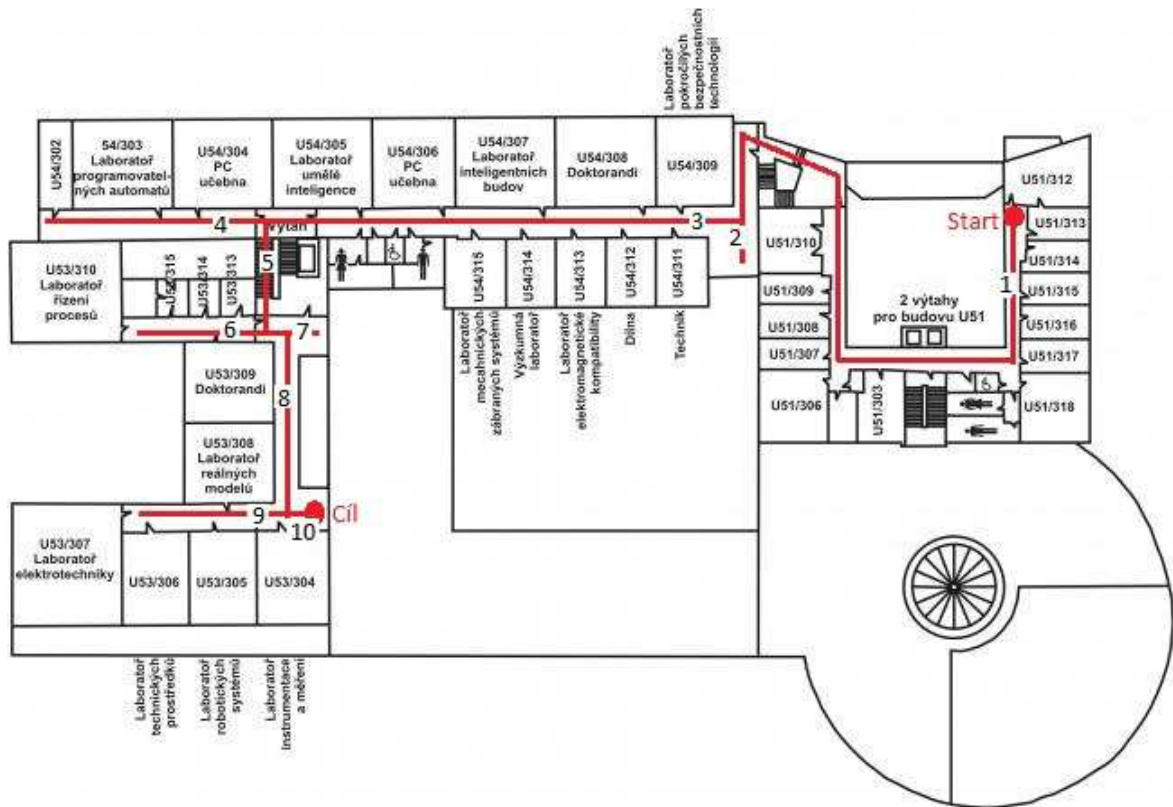 Laboratoř
pokročilých
bezpečnostních
technologií
U54/302
54/303
Laboratoř
programovatel-
ných automatů
U54/304
PC
učebna
U54/305
Laboratoř
umělé
inteligence
U54/306
PC
učebna
U54/307
Laboratoř
inteligentních
budov
U54/308
Doktorandi
U54/309
U51/312
Start
U51/313
U51/314
U51/315
U51/316
U51/317
U51/318
1
2 výtahy
pro budovu U51
U51/310
U51/309
U51/308
U51/307
U51/306
U51/303
2
3
4
Výtah
5
U53/310
Laboratoř
řízení
procesů
U53/315
U53/314
U53/313
U54/315
U54/314
U54/313
U54/312
U54/311
Laboratoř
mecahnických
zábraných systémů
Výzkumná
laboratoř
Laboratoř
elektromagnetické
kompatibility
Dílna
Technik
6
7
U53/309
Doktorandi
8
U53/308
Laboratoř
reálných
modelů
9
10
Cíl
U53/307
Laboratoř
elektrotechniky
U53/306
U53/305
U53/304
Laboratoř
technických
prostředků
Laboratoř
robotických
systémů
Laboratoř
instrumentace
a měření